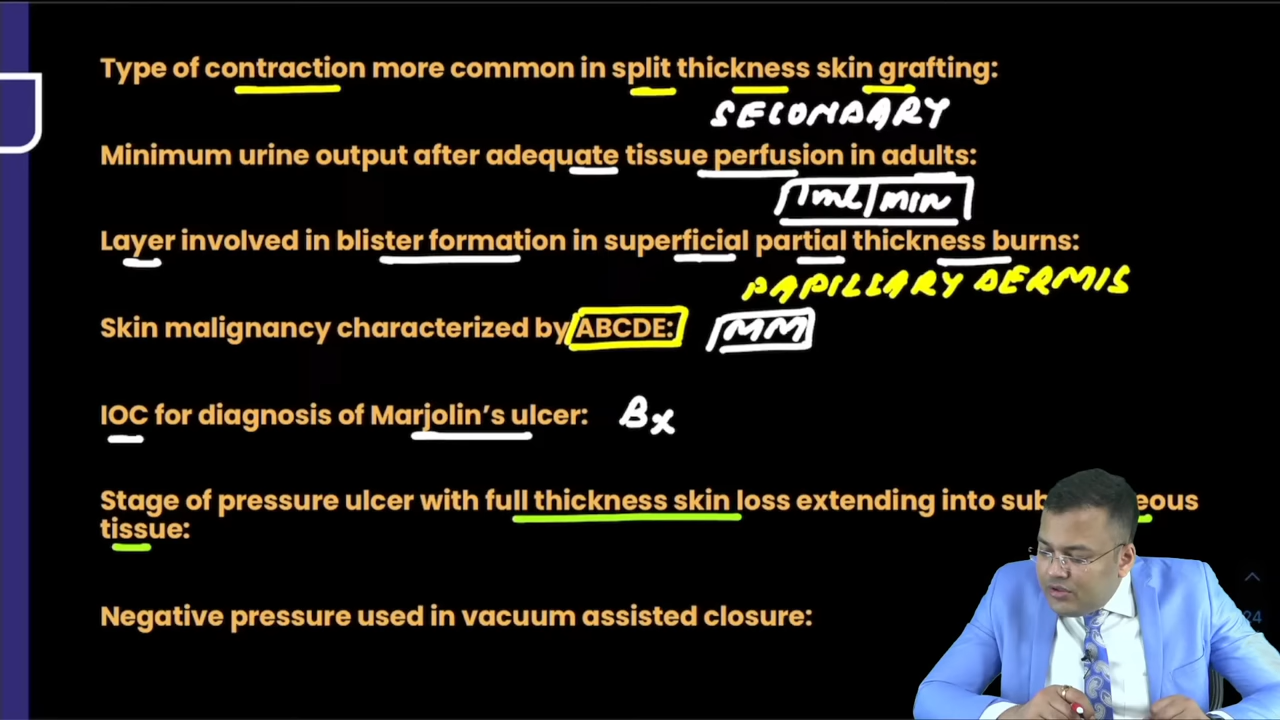 Type of contraction more common in split thickness skin grafting:
SECONDARY
Minimum urine output after adequate tissue perfusion in adults:
1ml/min
Layer involved in blister formation in superficial partial thickness burns:
PAPILLARY DERMIS
Skin malignancy characterized by ABCDE: MM
IOC for diagnosis of Marjolin's ulcer: Bx
Stage of pressure ulcer with full thickness skin loss extending into sub eous
tissue:
Negative pressure used in vacuum assisted closure:
24